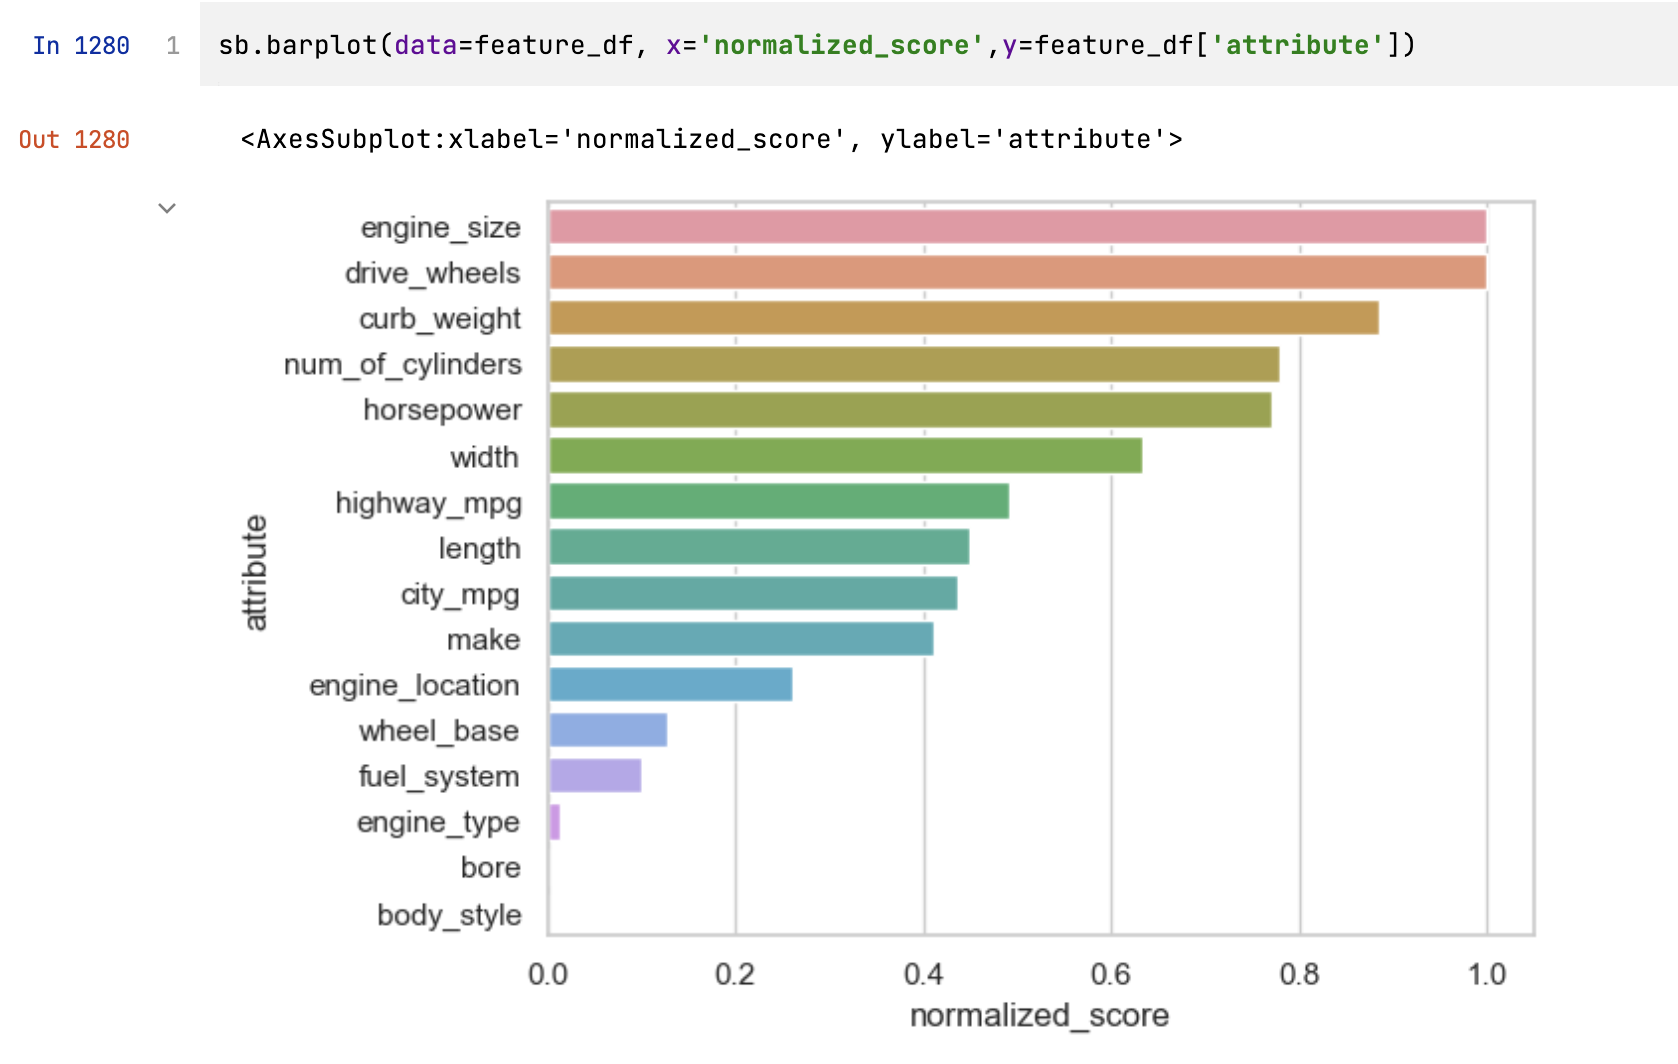 In 1280 1 sb.barplot(data=feature_df, x='normalized_score',y=feature_df['attribute'])
Out 1280 <AxesSubplot:xlabel='normalized_score', ylabel='attribute'>
engine_size
drive_wheels
curb_weight
num_of_cylinders
horsepower
width
highway_mpg
length
city_mpg
make
engine_location
wheel_base
fuel_system
engine_type
bore
body_style
attribute
0.0 0.2 0.4 0.6 0.8 1.0
normalized_score